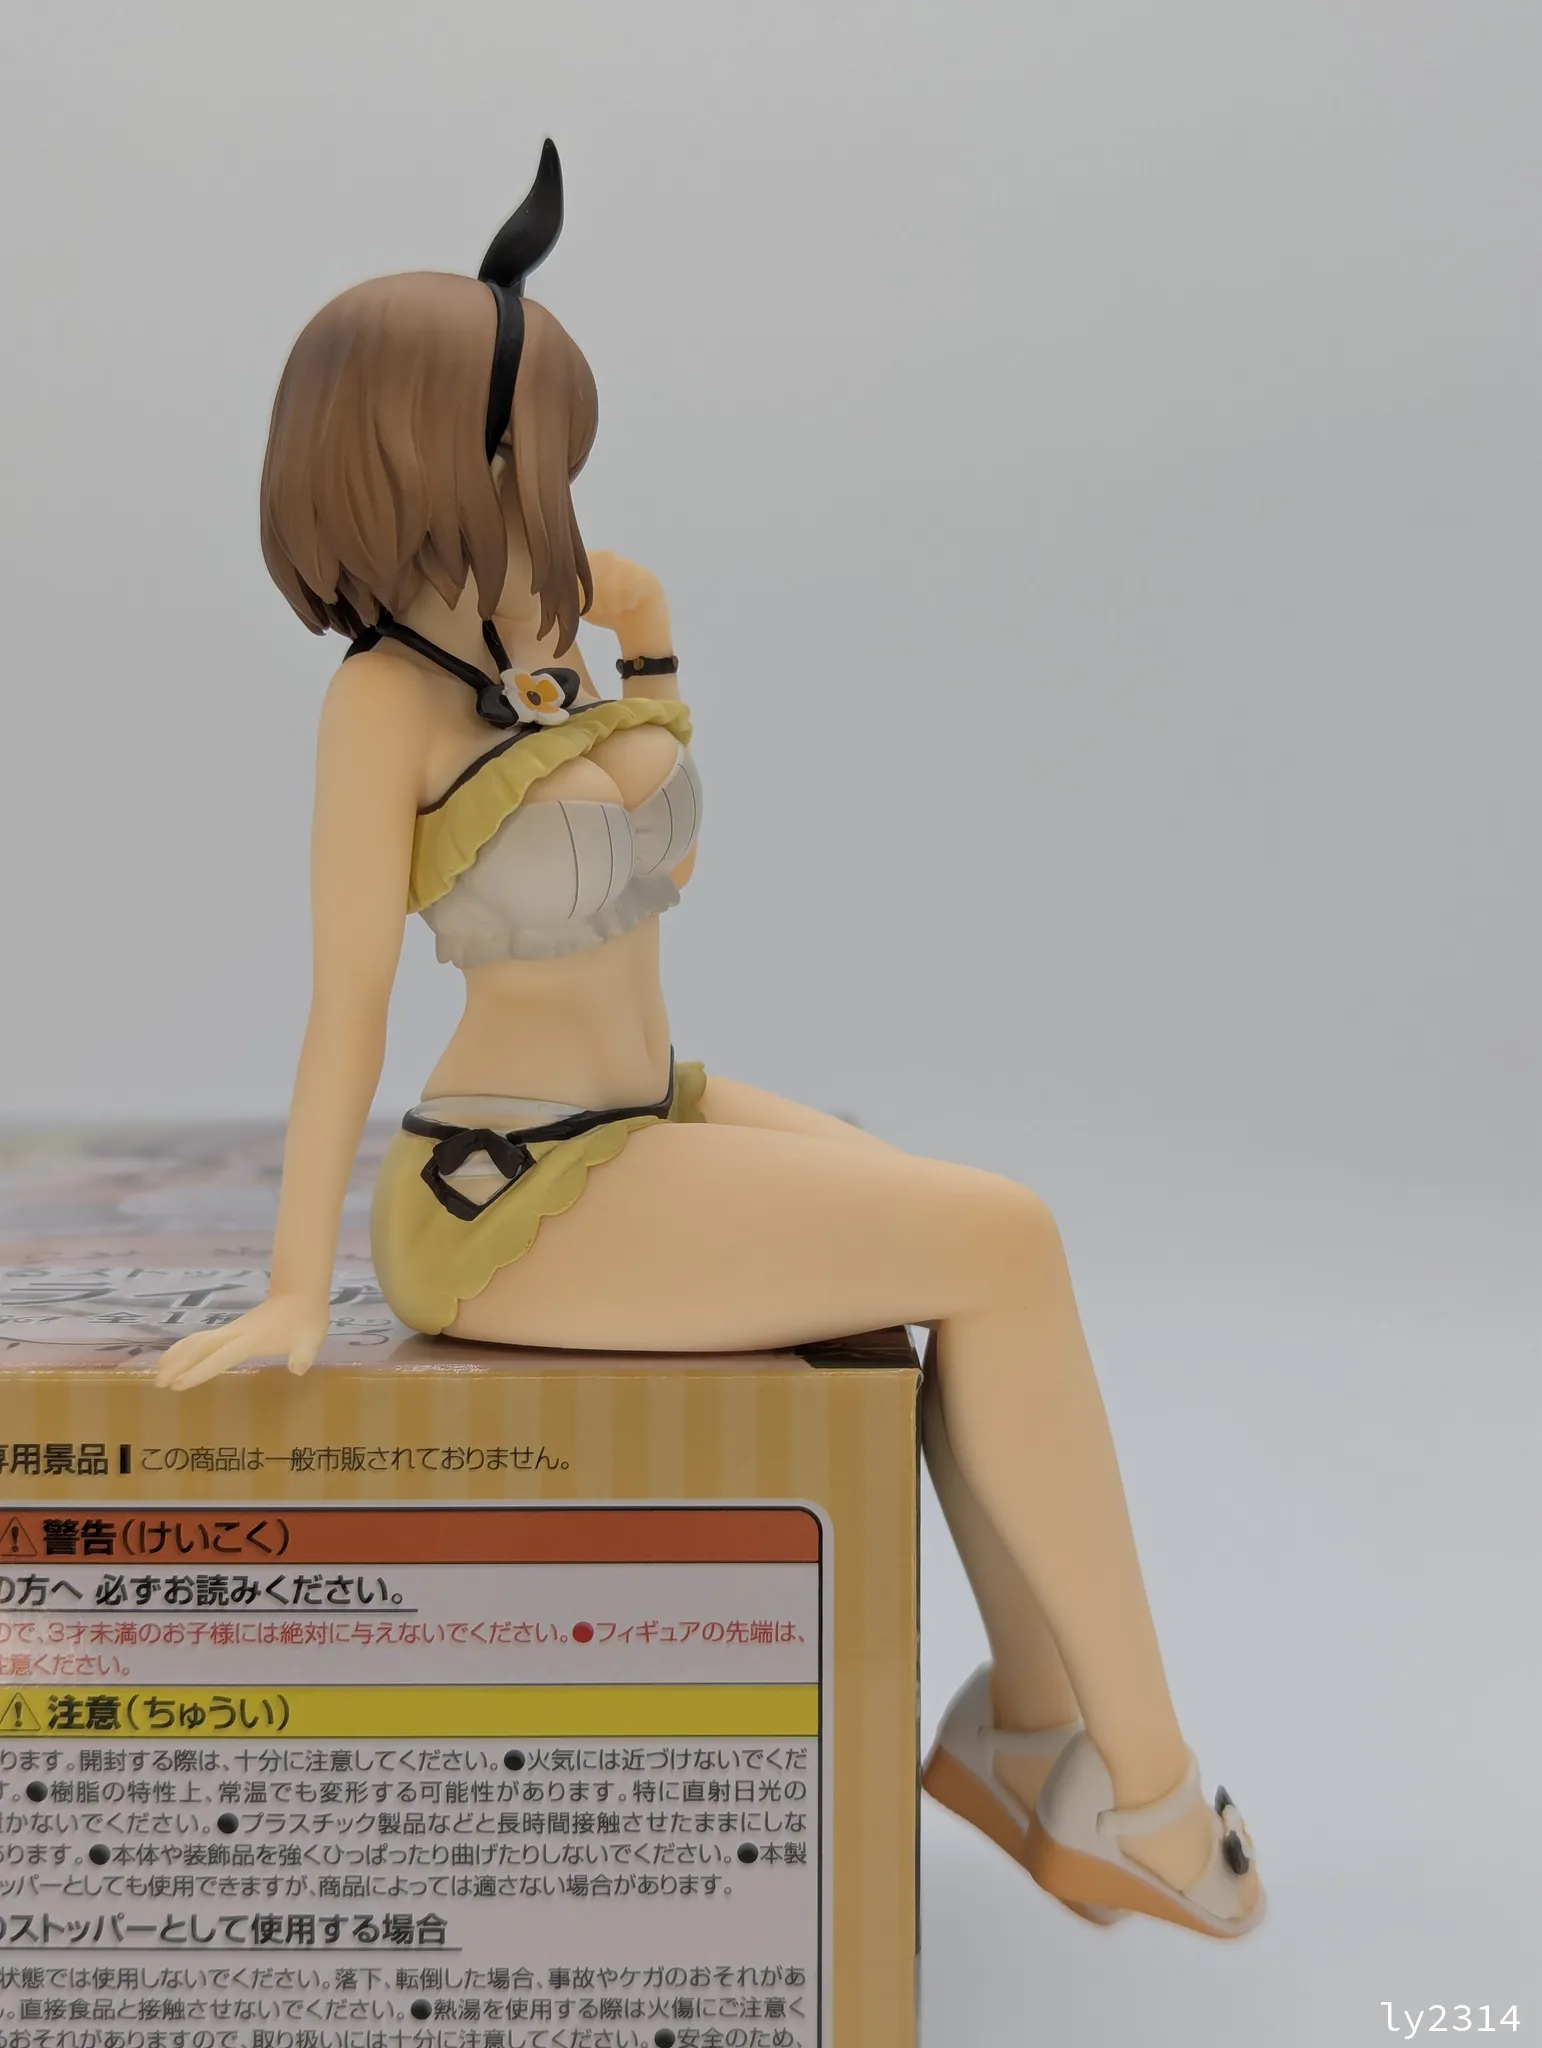 るストッパー
ライザ
全1種
専用景品 この商品は一般市販されておりません。
警告(けいこく)
の方へ 必ずお読みください。
ので、3才未満のお子様には絶対に与えないでください。●フィギュアの先端は、
注意ください。
注意(ちゅうい)
ります。開封する際は、十分に注意してください。●火気には近づけないでくだ
す。●樹脂の特性上、常温でも変形する可能性があります。特に直射日光の
置かないでください。●プラスチック製品などと長時間接触させたままにしな
あります。●本体や装飾品を強くひっぱったり曲げたりしないでください。●本製
ッパーとしても使用できますが、商品によっては適さない場合があります。
のストッパーとして使用する場合
状態では使用しないでください。落下、転倒した場合、事故やケガのおそれがあ
い。直接食品と接触させないでください。●熱湯を使用する際は火傷にご注意く
るおそれがありますので、取り扱いには十分に注意してください。●安全のため、
ly2314